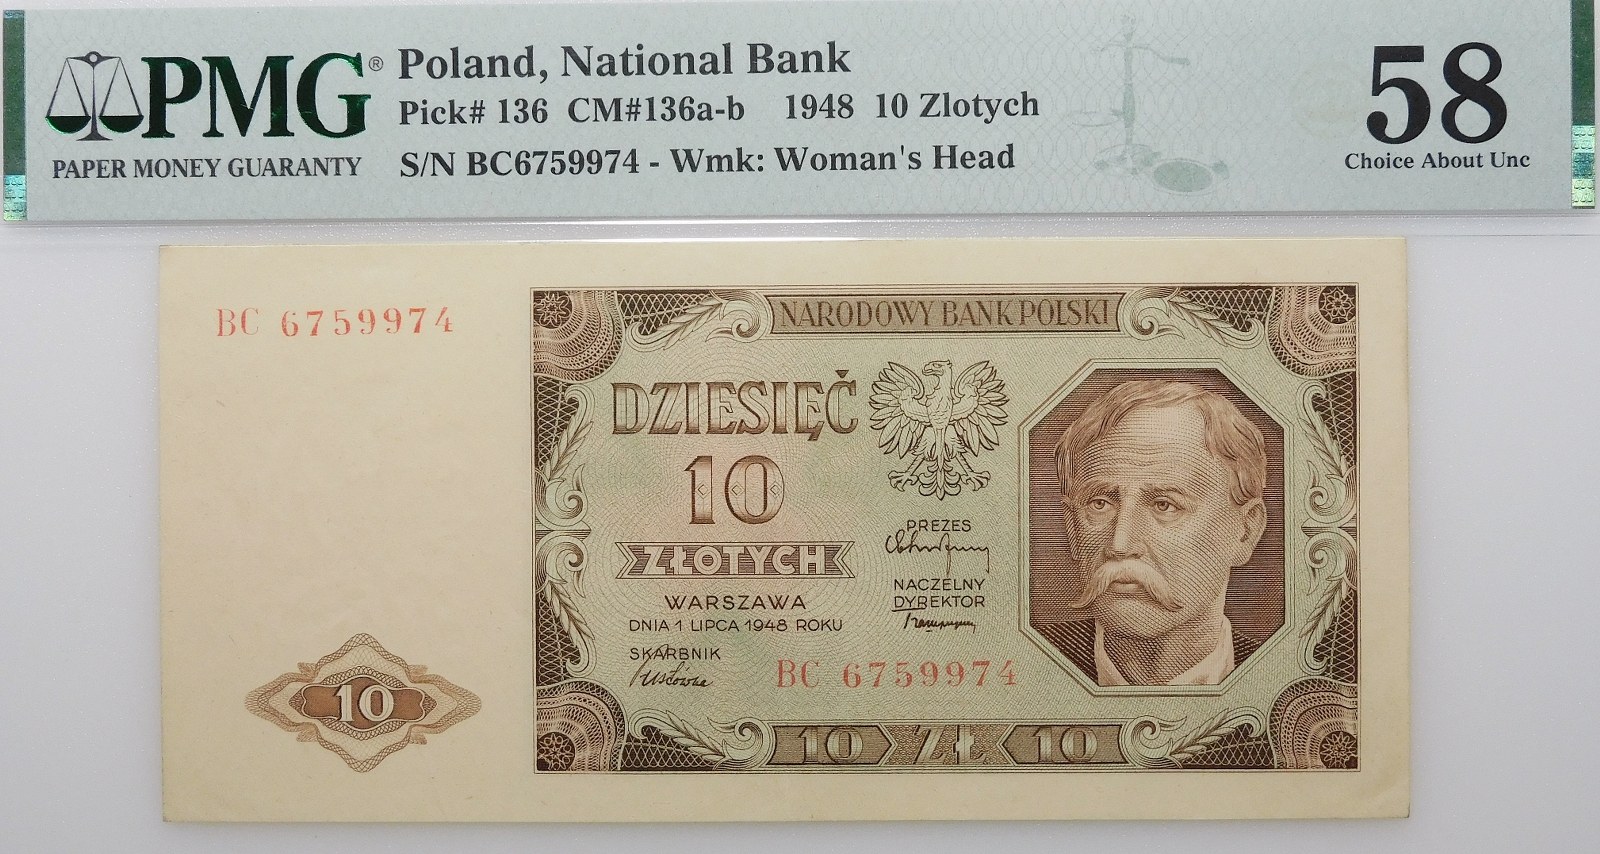 PMG®
PAPER MONEY GUARANTY
Poland, National Bank
Pick# 136 CM#136a-b 1948 10 Zlotych
S/N BC6759974 - Wmk: Woman's Head
58
Choice About Unc
BC 6759974
NARODOWY BANK POLSKI
DZIESIĘĆ
10
ZŁOTYCH
WARSZAWA
DNIA 1 LIPCA 1948 ROKU
SKARBNIK
PREZES
NACZELNY
DYREKTOR
BC 6759974
10
10 ZŁ 10